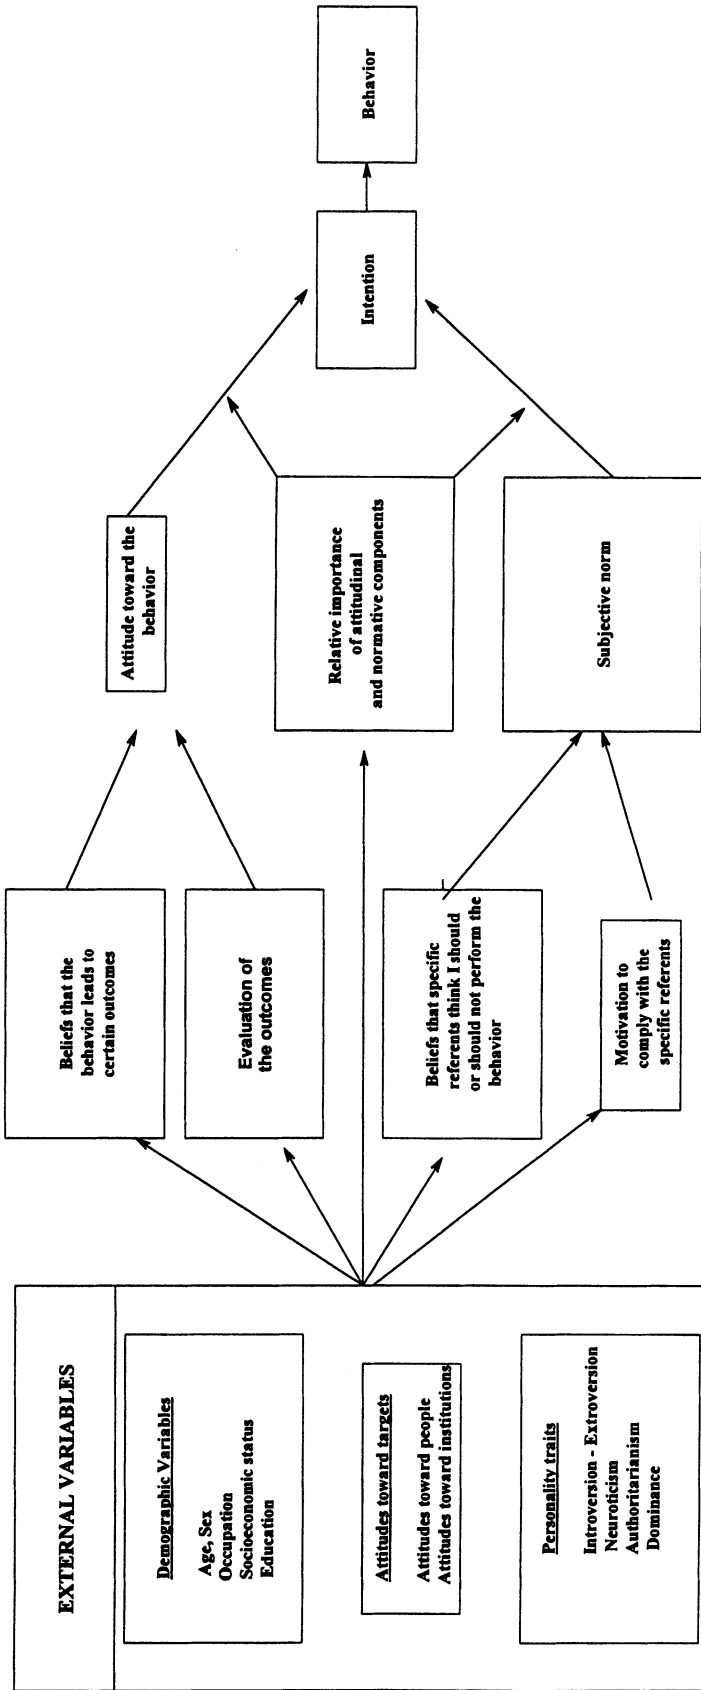 EXTERNAL VARIABLES
Demographic Variables
Age, Sex
Occupation
Socioeconomic status
Education
Attitudes toward targets
Attitudes toward people
Attitudes toward institutions
Personality traits
Introversion - Extroversion
Neuroticism
Authoritarianism
Dominance
Beliefs that the
behavior leads to
certain outcomes
Evaluation of
the outcomes
Beliefs that specific
referents think I should
or should not perform the
behavior
Motivation to
comply with the
specific referents
Attitude toward the
behavior
Relative importance
of attitudinal
and normative components
Subjective norm
Intention
Behavior